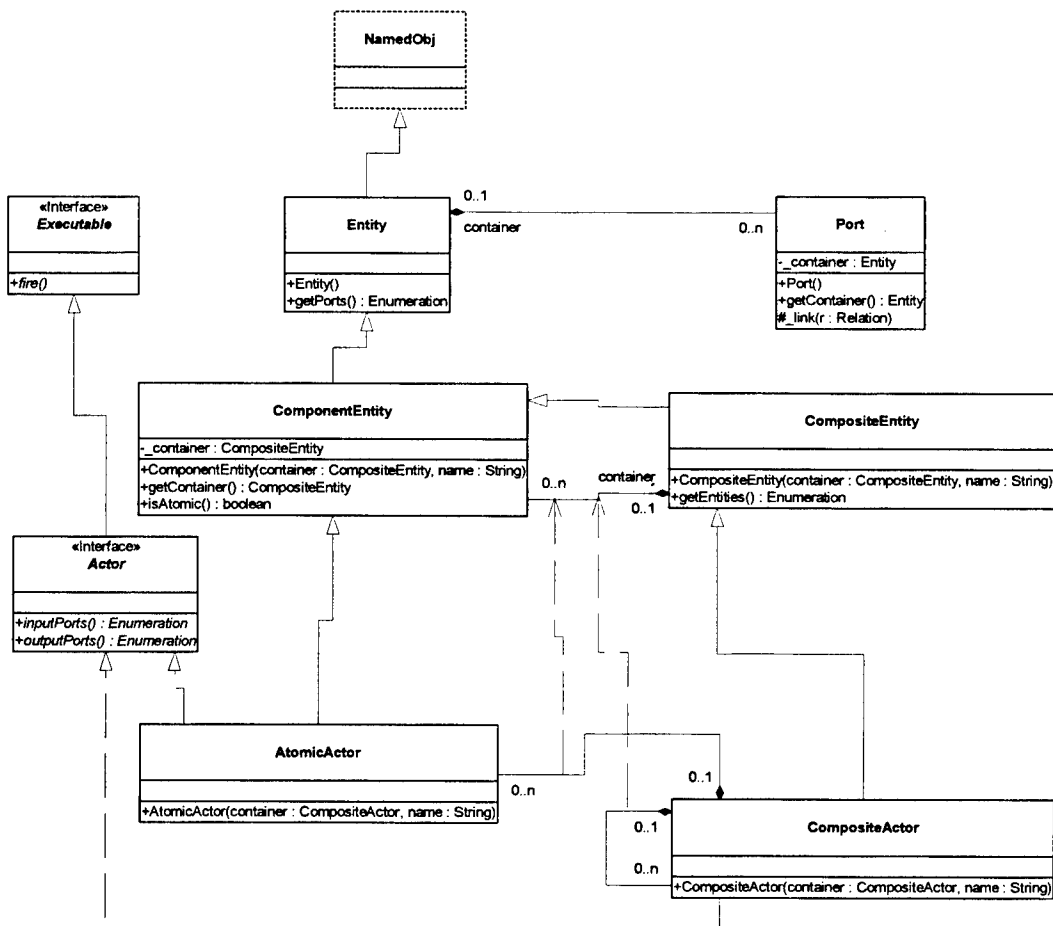 NamedObj
«Interface»
Executable
+fire()
Entity
+Entity()
+getPorts() : Enumeration
0..1
container
0..n
Port
-_container : Entity
+Port()
+getContainer() : Entity
#_link(r : Relation)
ComponentEntity
-_container : CompositeEntity
+ComponentEntity(container : CompositeEntity, name : String)
+getContainer() : CompositeEntity
+isAtomic() : boolean
0..n
container
0..1
CompositeEntity
+CompositeEntity(container : CompositeEntity, name : String)
+getEntities() : Enumeration
«Interface»
Actor
+inputPorts() : Enumeration
+outputPorts() : Enumeration
AtomicActor
+AtomicActor(container : CompositeActor, name : String)
0..n
0..1
0..1
0..n
CompositeActor
+CompositeActor(container : CompositeActor, name : String)